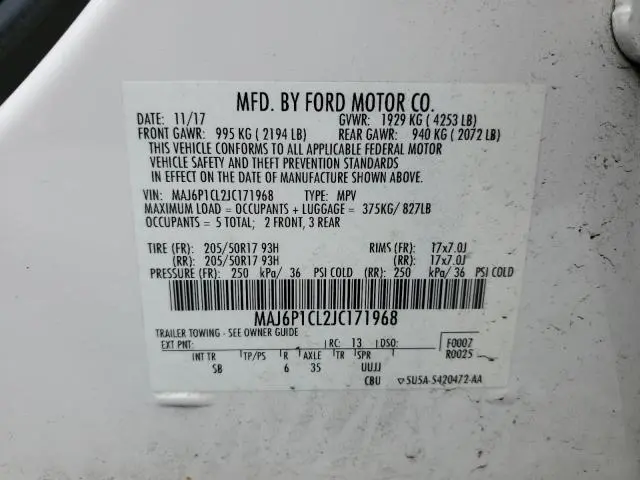 MFD. BY FORD MOTOR CO.
DATE: 11/17 GVWR: 1929 KG ( 4253 LB)
FRONT GAWR: 995 KG ( 2194 LB) REAR GAWR: 940 KG ( 2072 LB)
THIS VEHICLE CONFORMS TO ALL APPLICABLE FEDERAL MOTOR
VEHICLE SAFETY AND THEFT PREVENTION STANDARDS
IN EFFECT ON THE DATE OF MANUFACTURE SHOWN ABOVE.
VIN: MAJ6P1CL2JC171968 TYPE: MPV
MAXIMUM LOAD = OCCUPANTS + LUGGAGE = 375KG/ 827LB
OCCUPANTS = 5 TOTAL; 2 FRONT, 3 REAR
TIRE (FR): 205/50R17 93H RIMS (FR): 17x7.0J
(RR): 205/50R17 93H (RR): 17x7.0J
PRESSURE (FR): 250 kPa/ 36 PSI COLD (RR): 250 kPa/ 36 PSI COLD
MAJ6P1CL2JC171968
TRAILER TOWING - SEE OWNER GUIDE
EXT PNT: RC: 13 DSO: F0007
R0025
INT TR TP/PS R AXLE TR SPR
SB 6 35 UUJJ
CBU 5U5A-S420472-AA